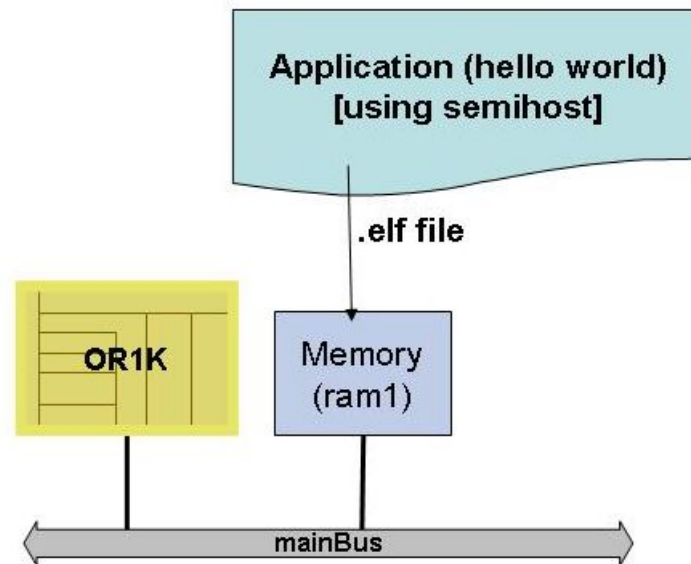 Application (hello world)
[using semihost]
.elf file
OR1K
Memory
(ram1)
mainBus